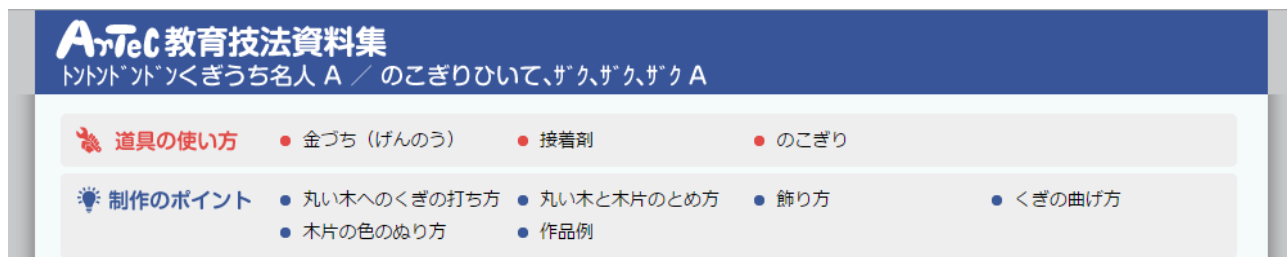 ArTeC教育技法資料集
ﾄﾝﾄﾝﾄﾞﾝﾄﾞﾝくぎうち名人 A ／ のこぎりひいて、ｻﾞｸ、ｻﾞｸ、ｻﾞｸ A
道具の使い方 ● 金づち（げんのう） ● 接着剤 ● のこぎり
制作のポイント ● 丸い木へのくぎの打ち方 ● 丸い木と木片のとめ方 ● 飾り方 ● くぎの曲げ方
● 木片の色のぬり方 ● 作品例